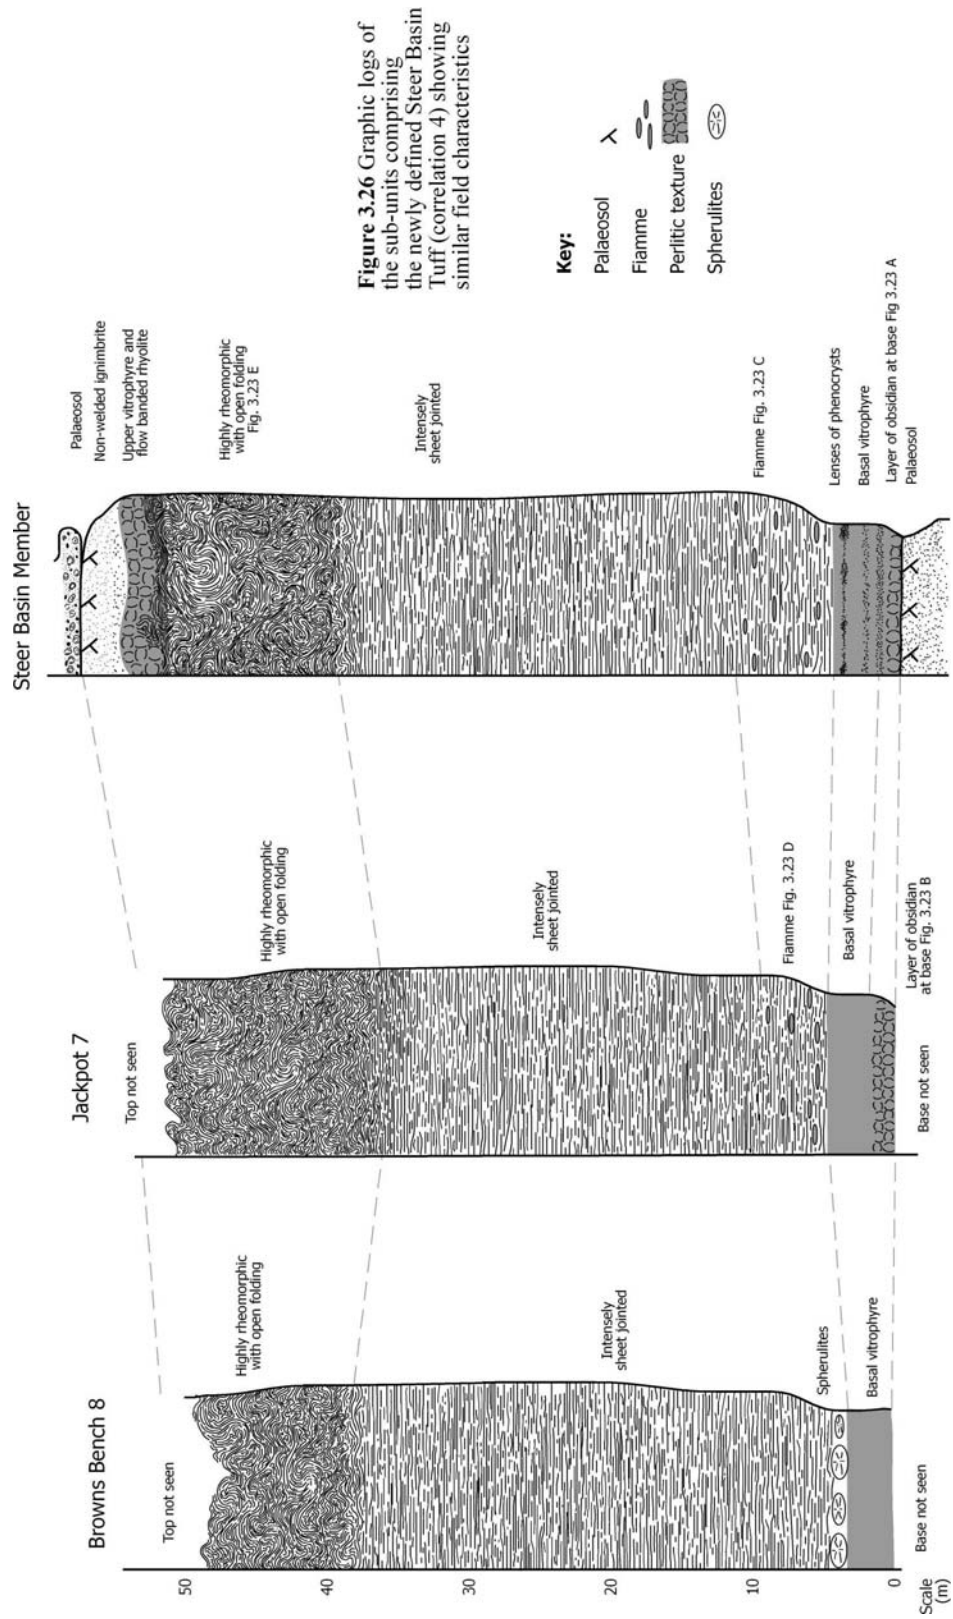 Browns Bench 8
Top not seen
Highly rheomorphic
with open folding
Intensely
sheet jointed
Spherulites
Basal vitrophyre
Base not seen
50
40
30
20
10
0
Scale
(m)
Jackpot 7
Top not seen
Highly rheomorphic
with open folding
Intensely
sheet jointed
Fiamme Fig. 3.23 D
Basal vitrophyre
Layer of obsidian
at base Fig. 3.23 B
Base not seen
Steer Basin Member
Palaeosol
Non-welded ignimbrite
Upper vitrophyre and
flow banded rhyolite
Highly rheomorphic
with open folding
Fig. 3.23 E
Intensely
sheet jointed
Fiamme Fig. 3.23 C
Lenses of phenocrysts
Basal vitrophyre
Layer of obsidian at base Fig 3.23 A
Palaeosol
Figure 3.26 Graphic logs of
the sub-units comprising
the newly defined Steer Basin
Tuff (correlation 4) showing
similar field characteristics
Key:
Palaeosol
Fiamme
Perlitic texture
Spherulites